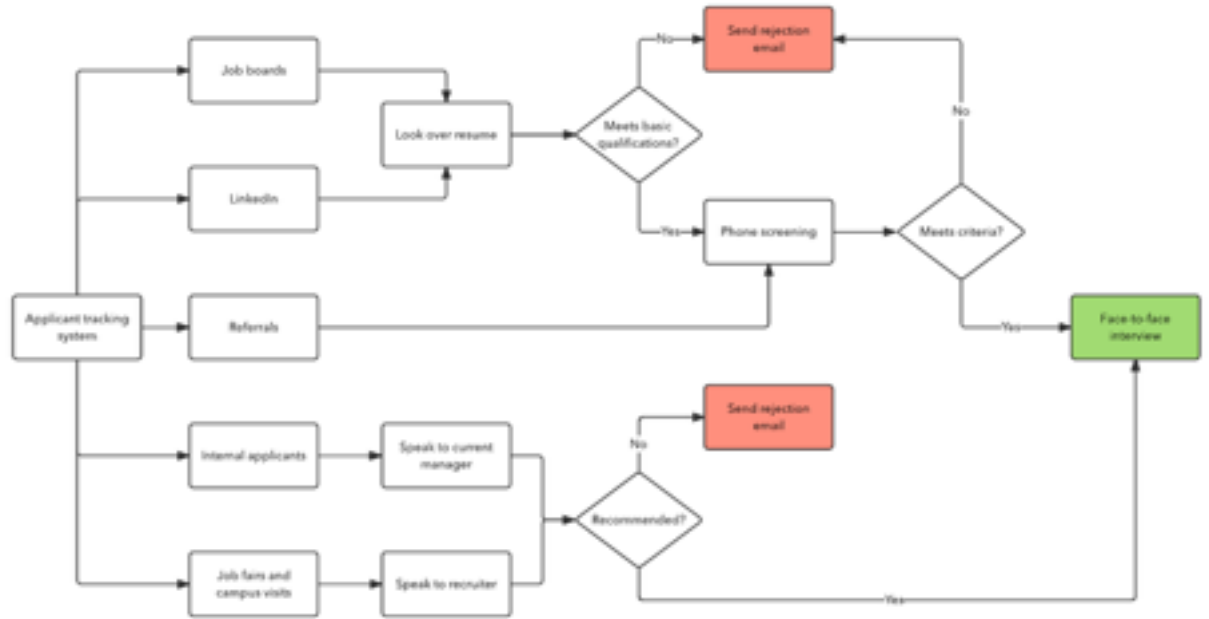 Send rejection
email
No
Job boards
Look over resume
Meets basic
qualifications?
No
LinkedIn
Yes
Phone screening
Meets criteria?
Applicant tracking
system
Referrals
Yes
Face-to-face
interview
Send rejection
email
No
Internal applicants
Speak to current
manager
Recommended?
Job fairs and
campus visits
Speak to recruiter
Yes